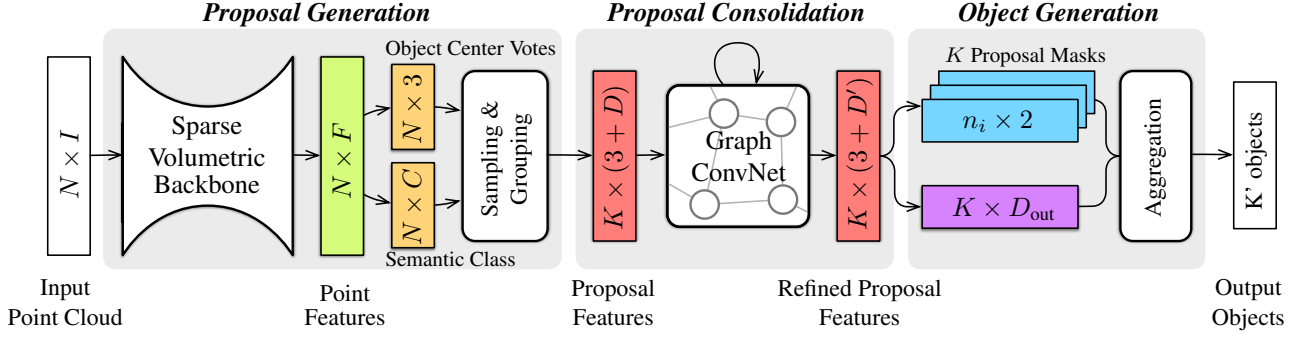 Proposal Generation
Proposal Consolidation
Object Generation
N × I
Sparse
Volumetric
Backbone
N × F
Object Center Votes
N × 3
N × C
Semantic Class
Sampling &
Grouping
K × (3 + D)
Graph
ConvNet
K × (3 + D′)
K Proposal Masks
n_i × 2
K × D_out
Aggregation
K' objects
Input
Point Cloud
Point
Features
Proposal
Features
Refined Proposal
Features
Output
Objects